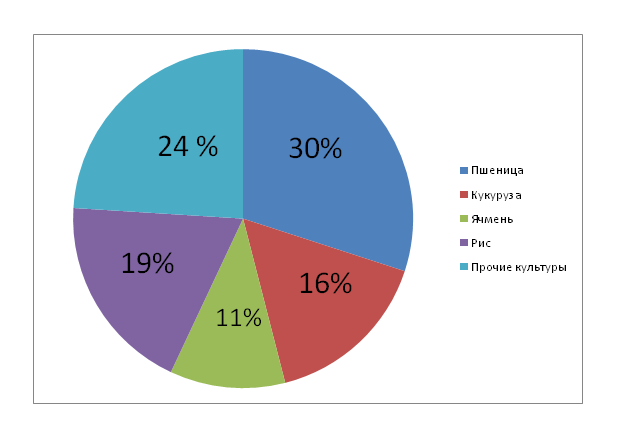 24 %
30%
19%
16%
11%
Пшеница
Кукуруза
Ячмень
Рис
Прочие культуры